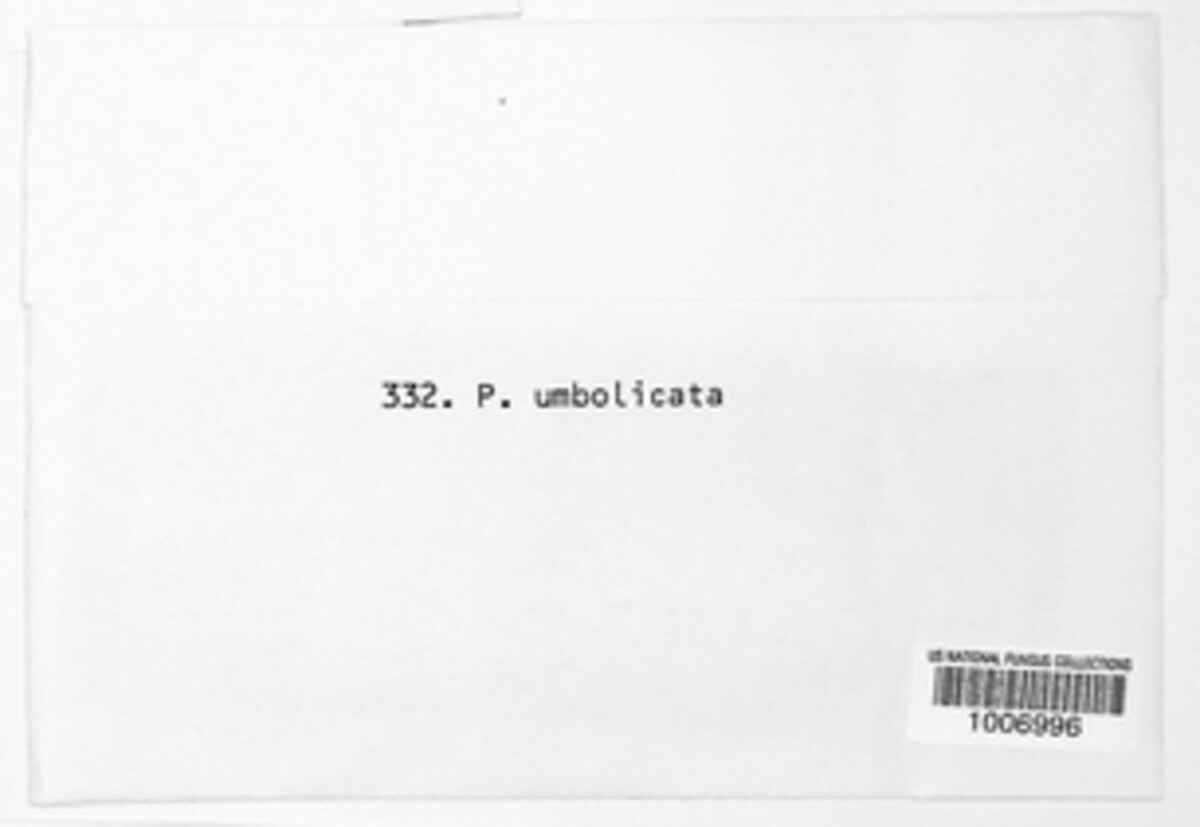 332. P. umbolicata
US NATIONAL FUNGUS COLLECTIONS
1006996